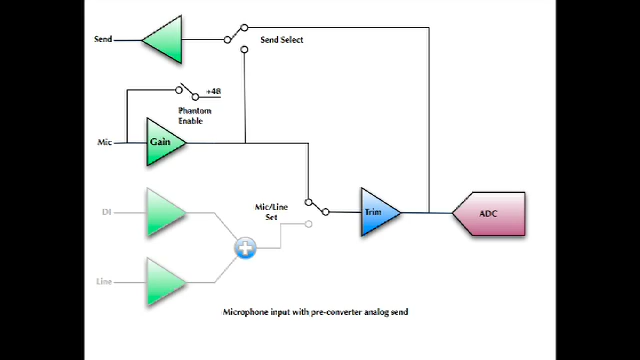 Send
Send Select
+48
Phantom
Enable
Mic
Gain
DI
Mic/Line
Set
Trim
ADC
Line
Microphone input with pre-converter analog send